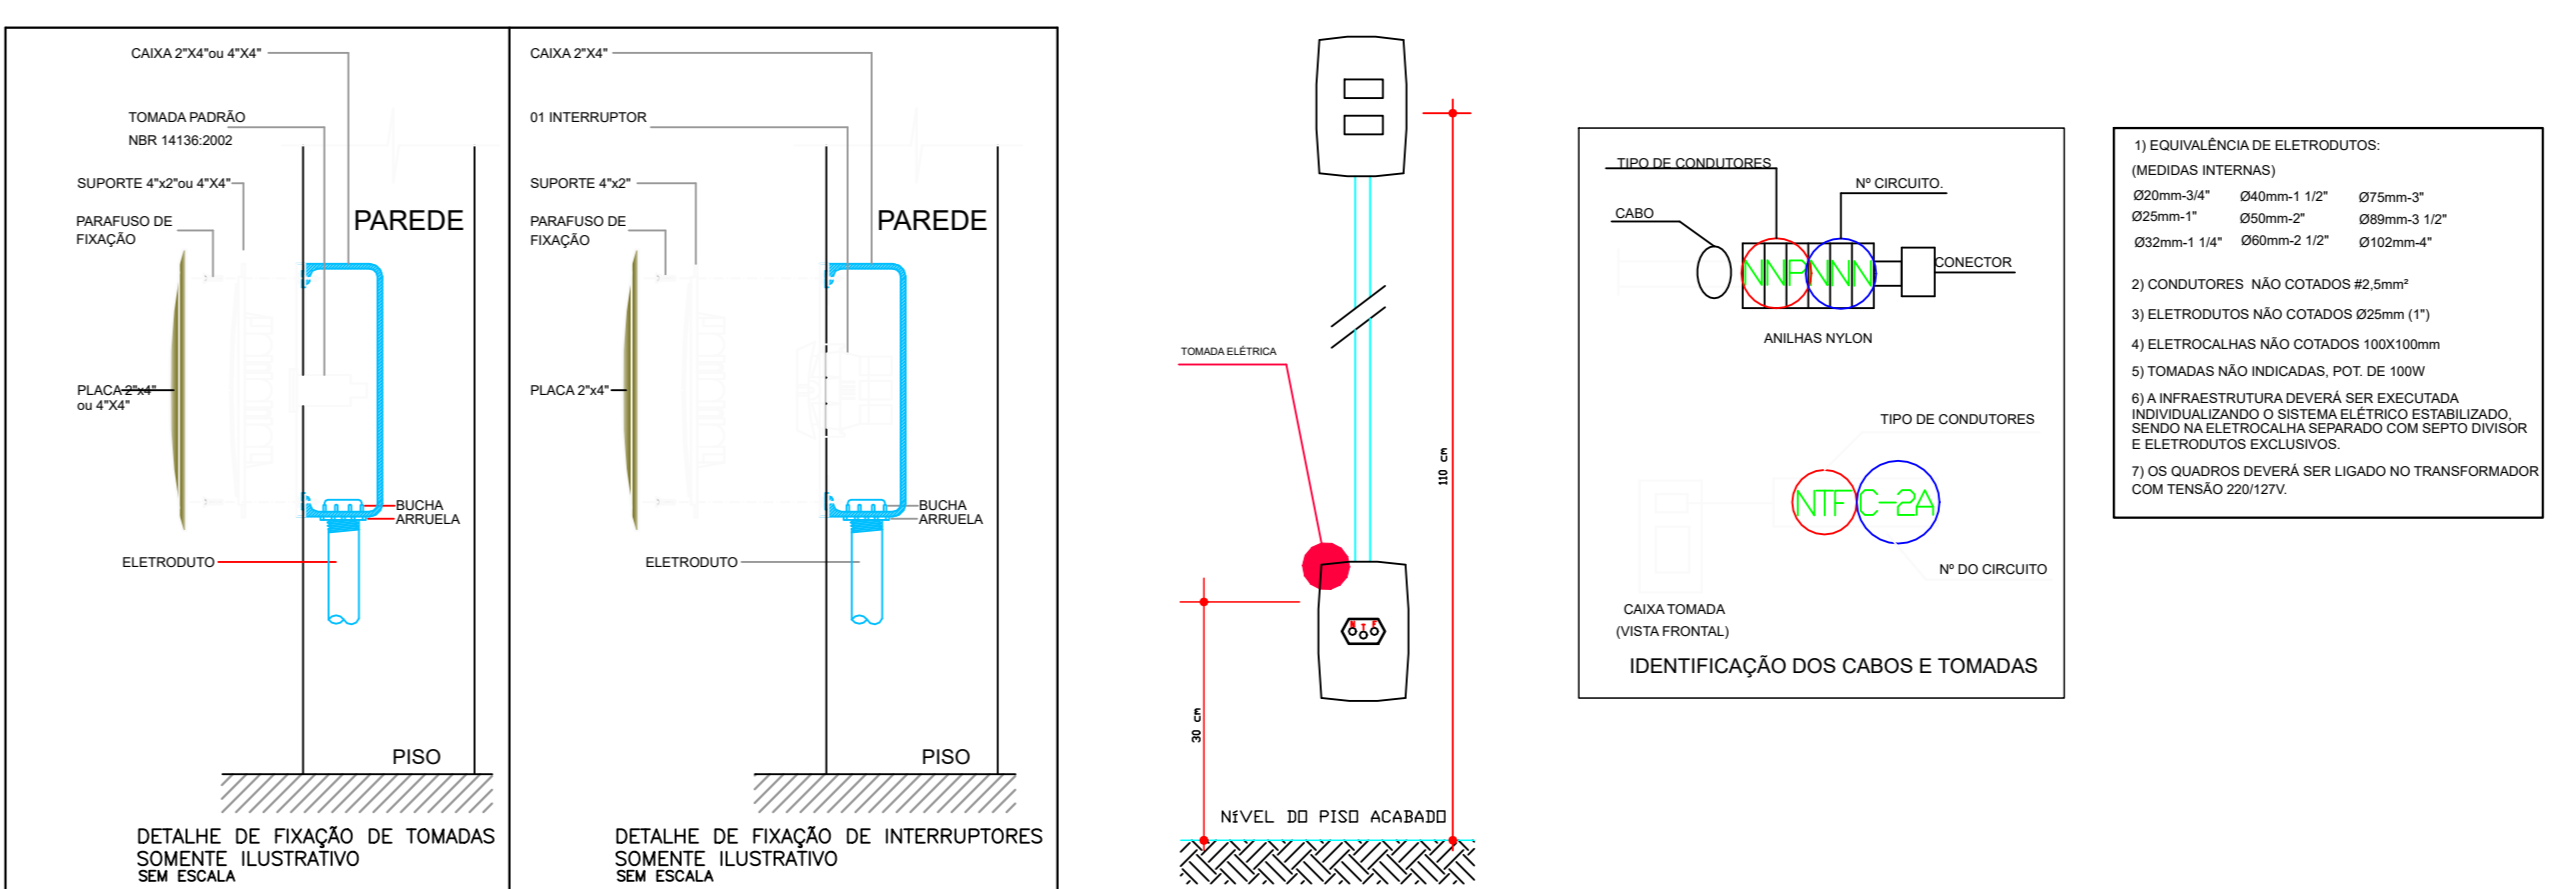 CAIXA 2"X4"ou 4"X4"
TOMADA PADRÃO
NBR 14136:2002
SUPORTE 4"x2"ou 4"X4"
PARAFUSO DE
FIXAÇÃO
PAREDE
PLACA 2"x4"
ou 4"X4"
BUCHA
ARRUELA
ELETRODUTO
PISO
DETALHE DE FIXAÇÃO DE TOMADAS
SOMENTE ILUSTRATIVO
SEM ESCALA
CAIXA 2"X4"
01 INTERRUPTOR
SUPORTE 4"x2"
PARAFUSO DE
FIXAÇÃO
PAREDE
PLACA 2"x4"
BUCHA
ARRUELA
ELETRODUTO
PISO
DETALHE DE FIXAÇÃO DE INTERRUPTORES
SOMENTE ILUSTRATIVO
SEM ESCALA
TOMADA ELÉTRICA
110 cm
N T F
30 cm
NíVEL DO PISO ACABADO
TIPO DE CONDUTORES
Nº CIRCUITO.
CABO
NNPNNN
CONECTOR
ANILHAS NYLON
TIPO DE CONDUTORES
NTF C-2A
Nº DO CIRCUITO
CAIXA TOMADA
(VISTA FRONTAL)
IDENTIFICAÇÃO DOS CABOS E TOMADAS
1) EQUIVALÊNCIA DE ELETRODUTOS:
(MEDIDAS INTERNAS)
Ø20mm-3/4" Ø40mm-1 1/2" Ø75mm-3"
Ø25mm-1" Ø50mm-2" Ø89mm-3 1/2"
Ø32mm-1 1/4" Ø60mm-2 1/2" Ø102mm-4"
2) CONDUTORES NÃO COTADOS #2,5mm²
3) ELETRODUTOS NÃO COTADOS Ø25mm (1")
4) ELETROCALHAS NÃO COTADOS 100X100mm
5) TOMADAS NÃO INDICADAS, POT. DE 100W
6) A INFRAESTRUTURA DEVERÁ SER EXECUTADA
INDIVIDUALIZANDO O SISTEMA ELÉTRICO ESTABILIZADO,
SENDO NA ELETROCALHA SEPARADO COM SEPTO DIVISOR
E ELETRODUTOS EXCLUSIVOS.
7) OS QUADROS DEVERÁ SER LIGADO NO TRANSFORMADOR
COM TENSÃO 220/127V.